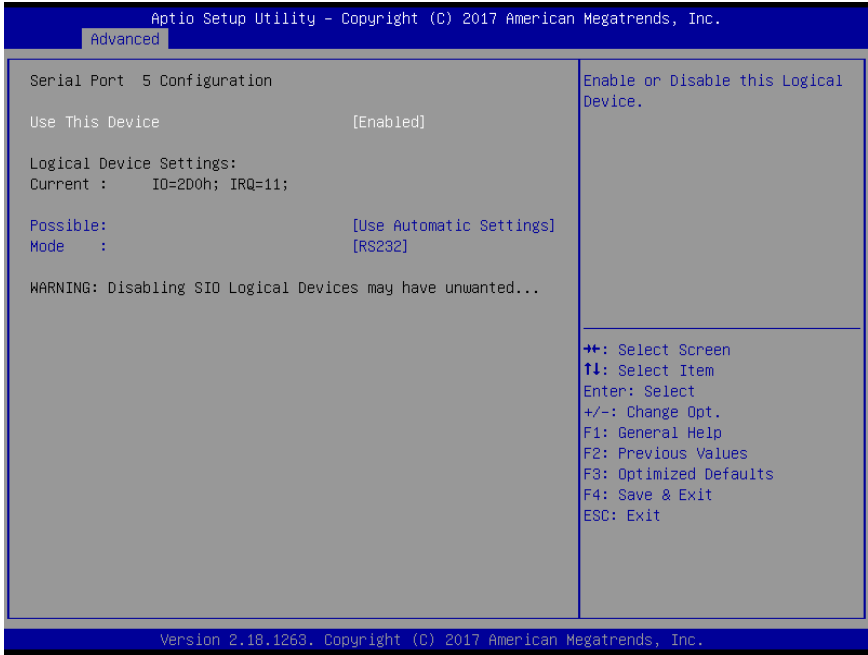 Aptio Setup Utility – Copyright (C) 2017 American Megatrends, Inc.
Advanced
Serial Port 5 Configuration
Use This Device [Enabled]
Logical Device Settings:
Current : IO=2D0h; IRQ=11;
Possible: [Use Automatic Settings]
Mode : [RS232]
WARNING: Disabling SIO Logical Devices may have unwanted...
Enable or Disable this Logical
Device.
→←: Select Screen
↑↓: Select Item
Enter: Select
+/-: Change Opt.
F1: General Help
F2: Previous Values
F3: Optimized Defaults
F4: Save & Exit
ESC: Exit
Version 2.18.1263. Copyright (C) 2017 American Megatrends, Inc.